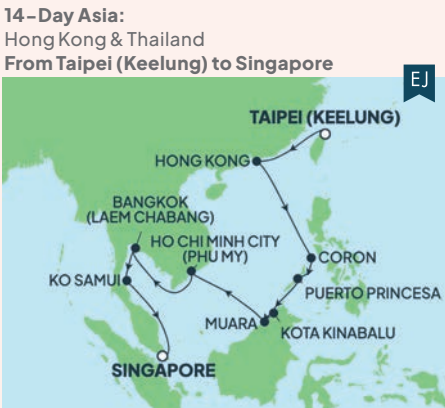 14-Day Asia:
Hong Kong & Thailand
From Taipei (Keelung) to Singapore
EJ
TAIPEI (KEELUNG)
HONG KONG
BANGKOK
(LAEM CHABANG)
HO CHI MINH CITY
(PHU MY)
CORON
KO SAMUI
PUERTO PRINCESA
MUARA
KOTA KINABALU
SINGAPORE